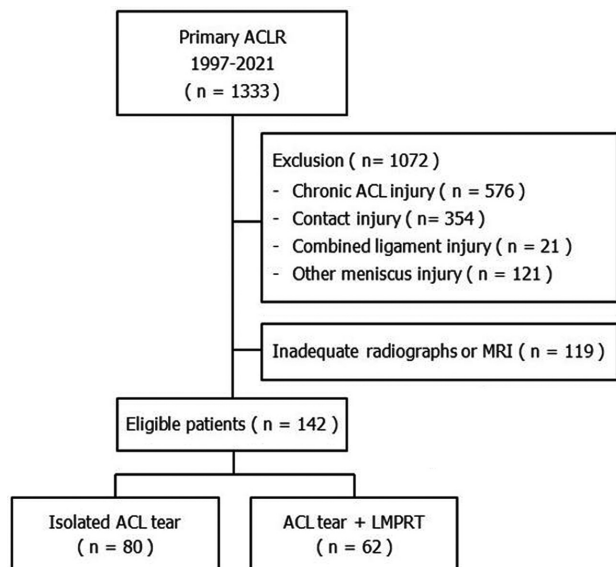 Primary ACLR
1997-2021
( n = 1333 )
Exclusion ( n= 1072 )
- Chronic ACL injury ( n = 576 )
- Contact injury ( n= 354 )
- Combined ligament injury ( n = 21 )
- Other meniscus injury ( n = 121 )
Inadequate radiographs or MRI ( n = 119 )
Eligible patients ( n = 142 )
Isolated ACL tear
( n = 80 )
ACL tear + LMPRT
( n = 62 )